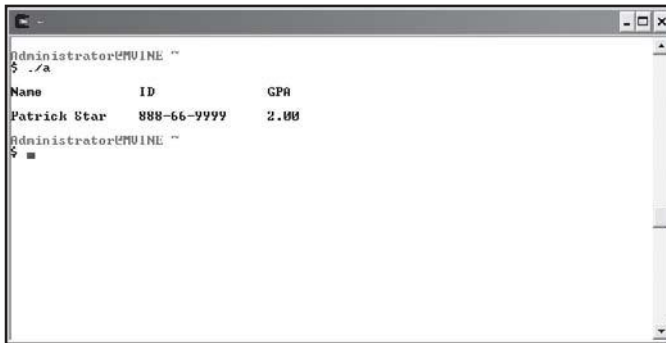 ~
Administrator@MVINE ~
$ ./a
Name ID GPA
Patrick Star 888-66-9999 2.00
Administrator@MVINE ~
$